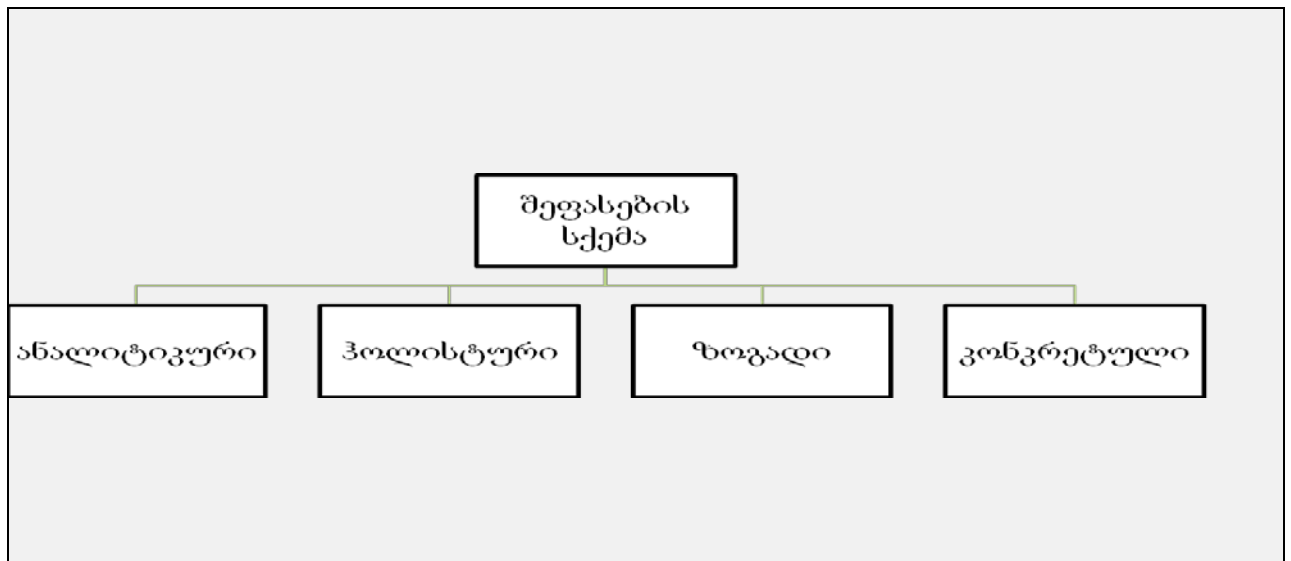 შეფასების
სქემა
ანალიტიკური
ჰოლისტური
ზოგადი
კონკრეტული